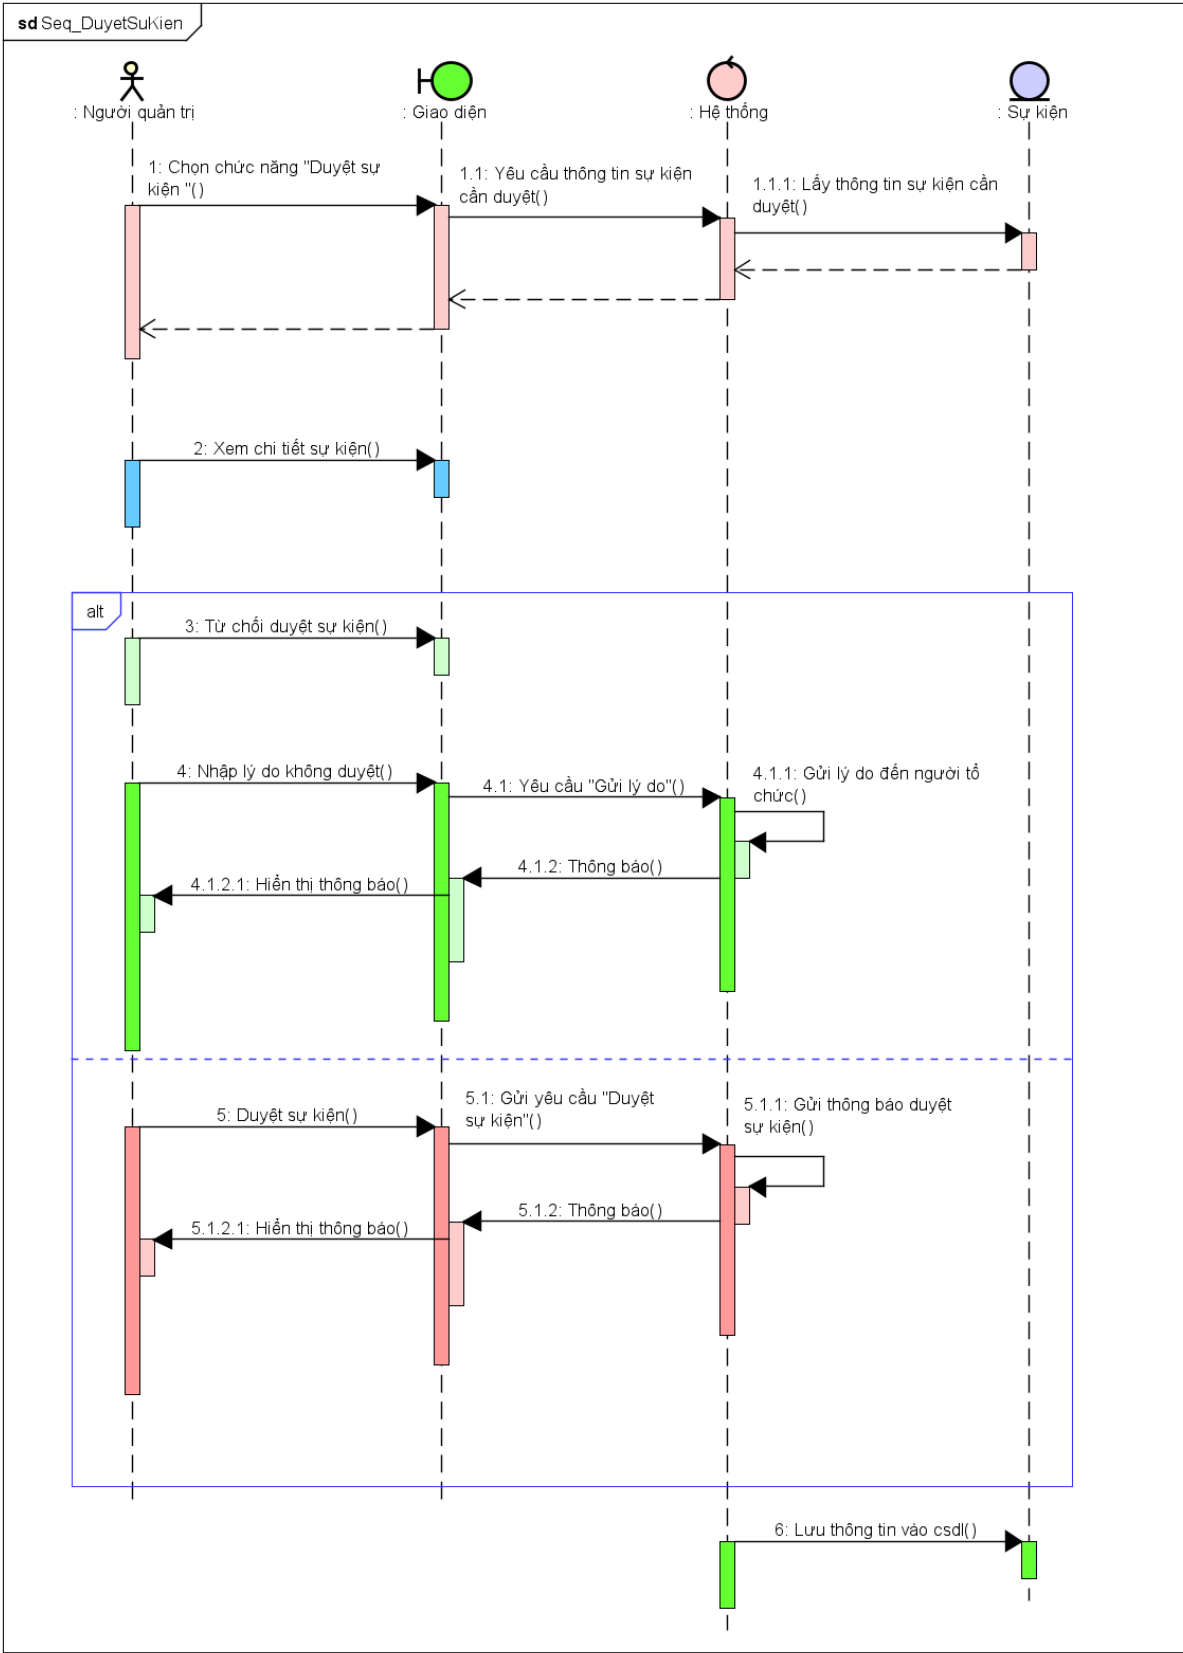 sd Seq_DuyetSuKien
: Người quản trị
: Giao diện
: Hệ thống
: Sự kiện
1: Chọn chức năng "Duyệt sự
kiện "()
1.1: Yêu cầu thông tin sự kiện
cần duyệt()
1.1.1: Lấy thông tin sự kiện cần
duyệt()
2: Xem chi tiết sự kiện()
alt
3: Từ chối duyệt sự kiện()
4: Nhập lý do không duyệt()
4.1: Yêu cầu "Gửi lý do"()
4.1.1: Gửi lý do đến người tổ
chức()
4.1.2: Thông báo()
4.1.2.1: Hiển thị thông báo()
5: Duyệt sự kiện()
5.1: Gửi yêu cầu "Duyệt
sự kiện"()
5.1.1: Gửi thông báo duyệt
sự kiện()
5.1.2: Thông báo()
5.1.2.1: Hiển thị thông báo()
6: Lưu thông tin vào csdl()